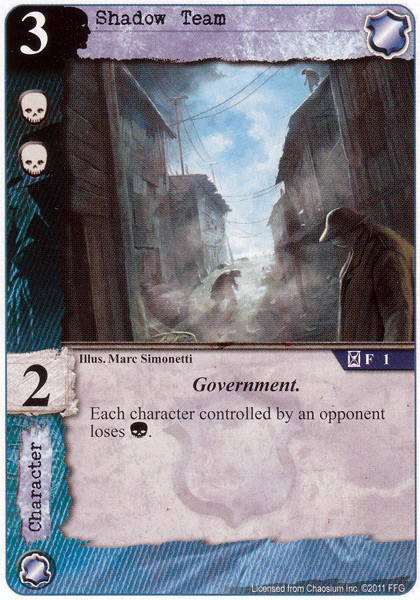 3
Shadow Team
Illus. Marc Simonetti
F 1
2
Government.
Each character controlled by an opponent
loses .
Character
Licensed from Chaosium Inc. ©2011 FFG